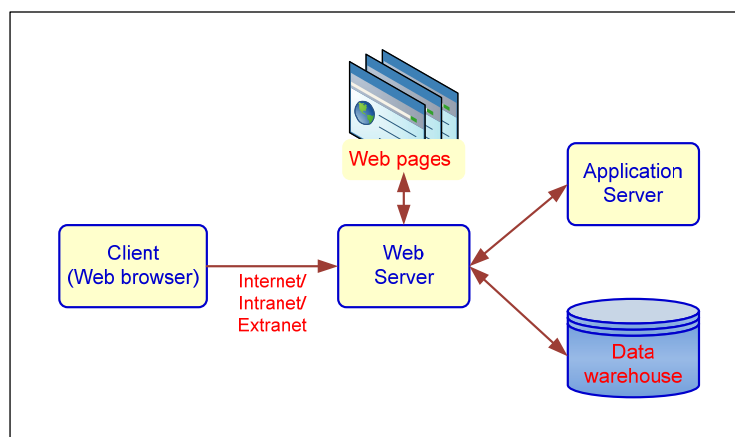 Web pages
Application
Server
Client
(Web browser)
Web
Server
Internet/
Intranet/
Extranet
Data
warehouse